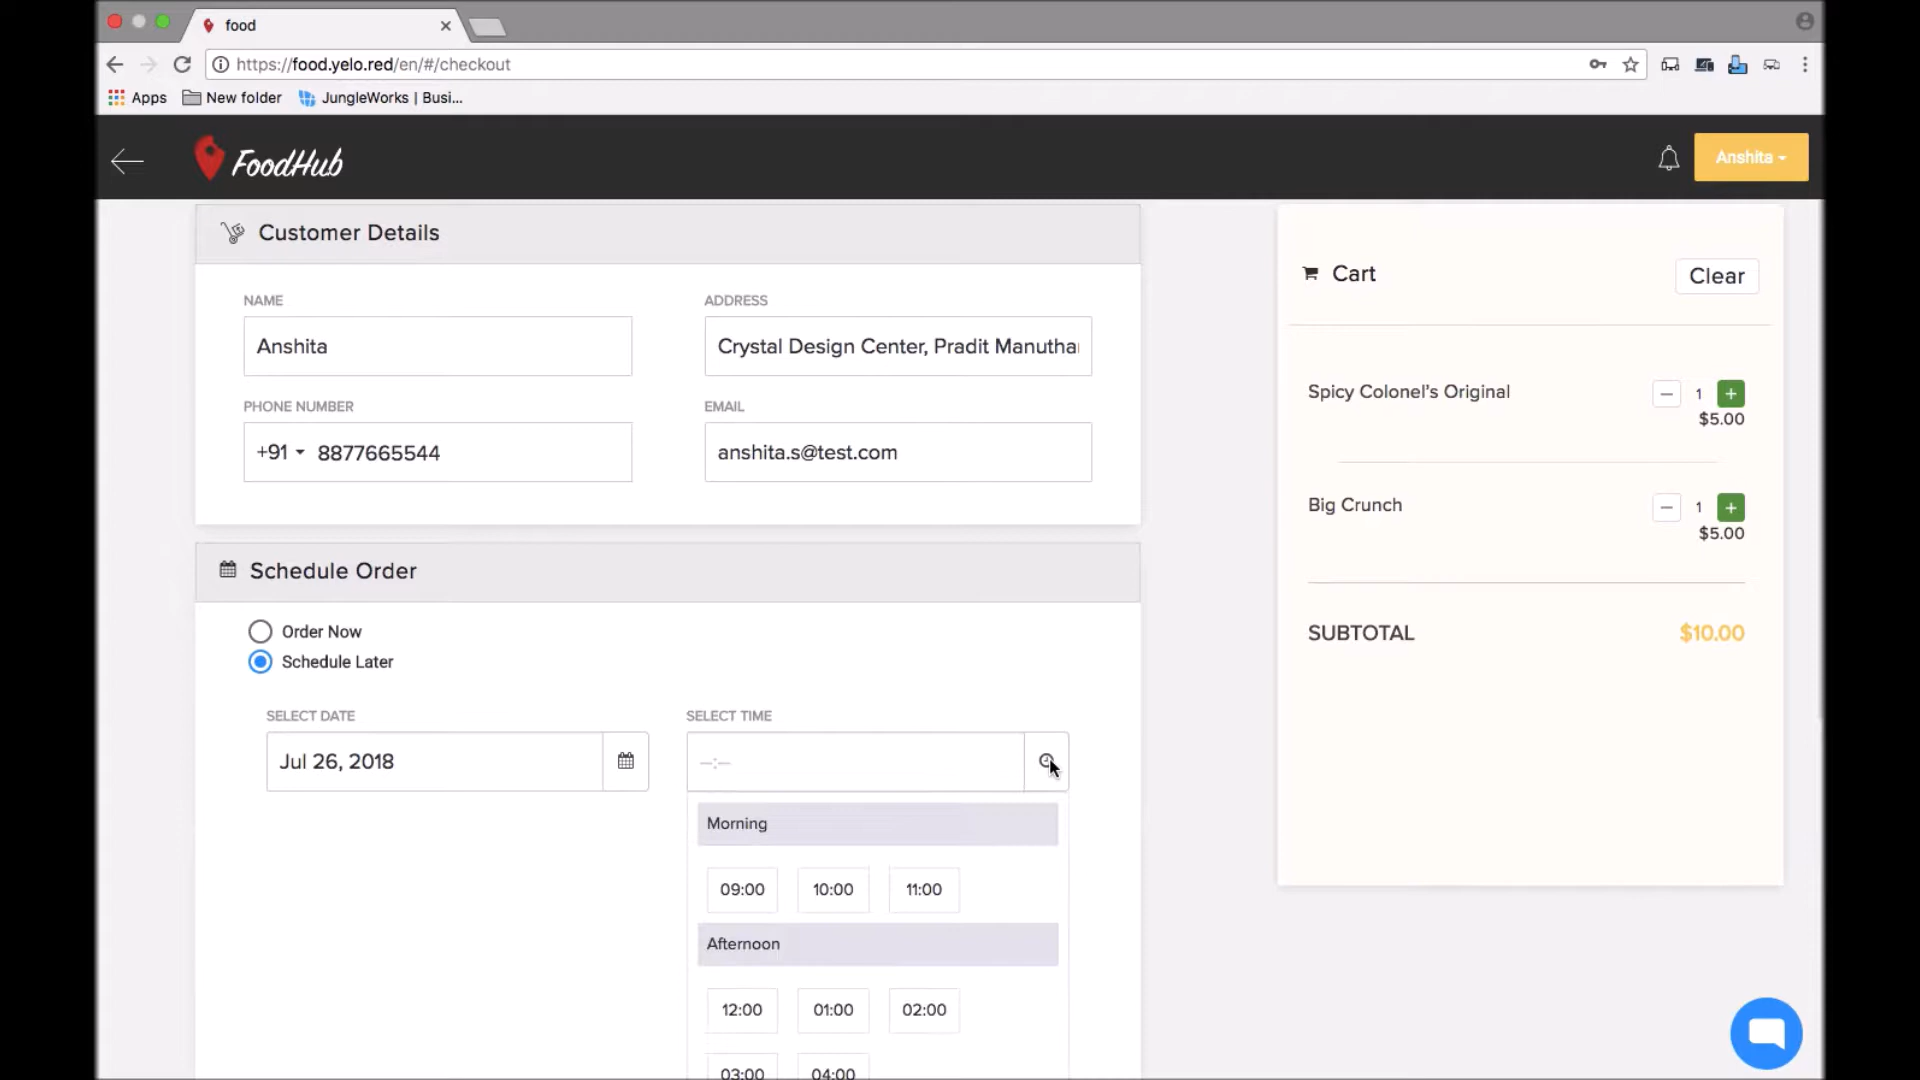 food
https://food.yelo.red/en/#/checkout
Apps New folder JungleWorks | Busi...
FoodHub
Anshita
Customer Details
NAME
Anshita
ADDRESS
Crystal Design Center, Pradit Manutha
PHONE NUMBER
+91 8877665544
EMAIL
anshita.s@test.com
Schedule Order
Order Now
Schedule Later
SELECT DATE
Jul 26, 2018
SELECT TIME
--:--
Morning
09:00 10:00 11:00
Afternoon
12:00 01:00 02:00
03:00 04:00
Cart
Clear
Spicy Colonel's Original
1
$5.00
Big Crunch
1
$5.00
SUBTOTAL $10.00